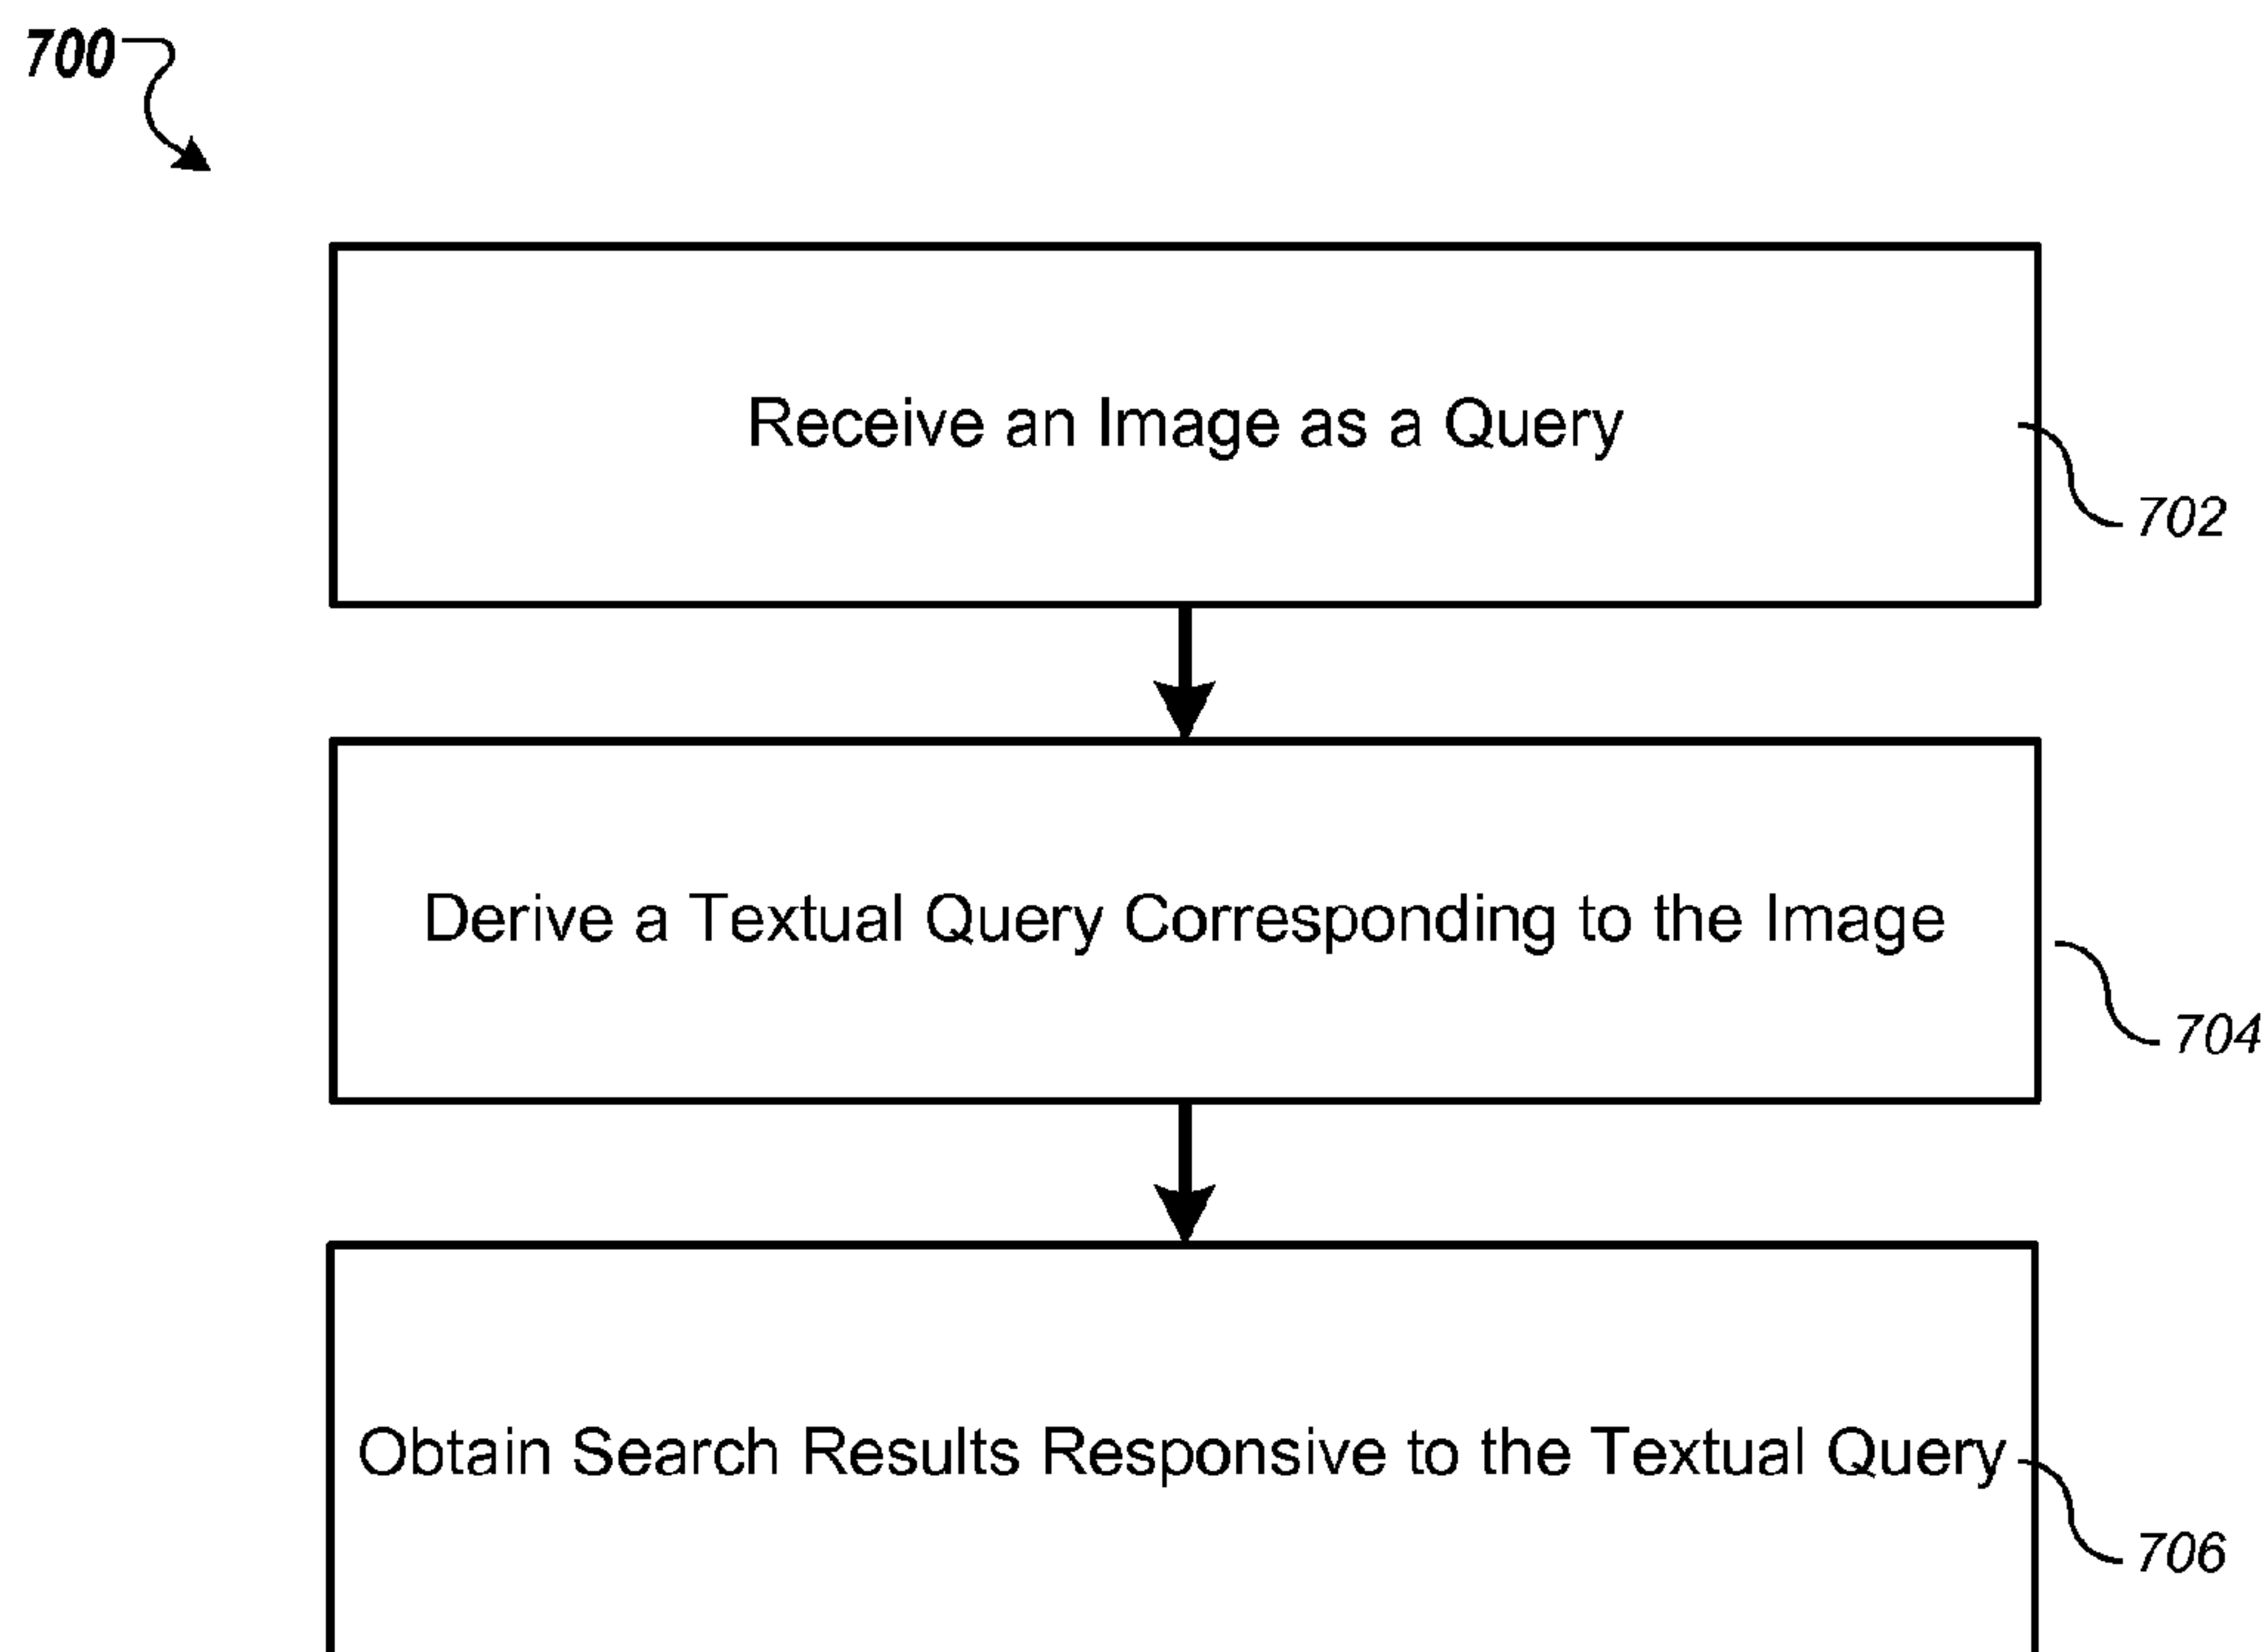 700
Receive an Image as a Query
702
Derive a Textual Query Corresponding to the Image
704
Obtain Search Results Responsive to the Textual Query
706